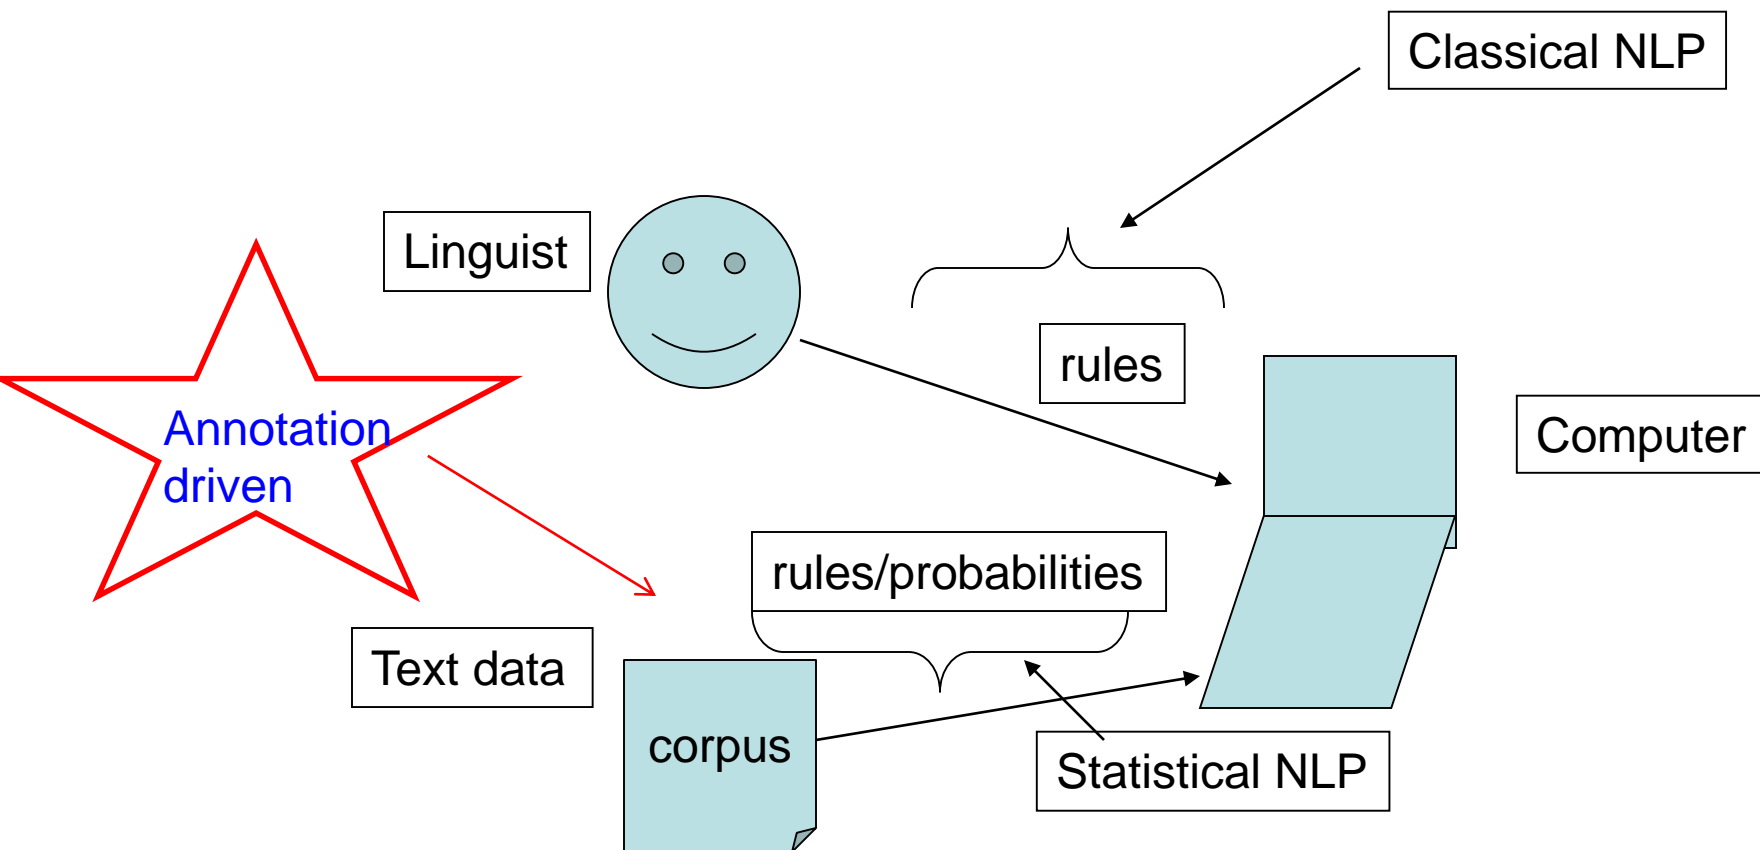 Classical NLP
Linguist
rules
Annotation
driven
Computer
rules/probabilities
Text data
corpus
Statistical NLP